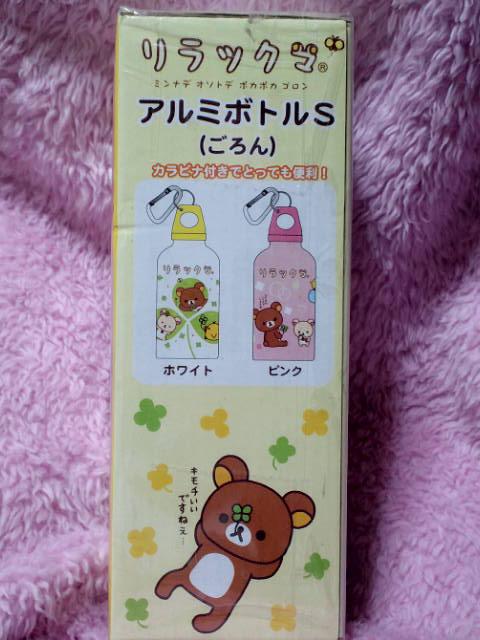 リラックマ®
ミンナデ オソトデ ポカポカ ゴロン
アルミボトルS
(ごろん)
カラビナ付きでとっても便利！
リラックマ
リラックマ
ホワイト
ピンク
キモチいい
ですねぇ…